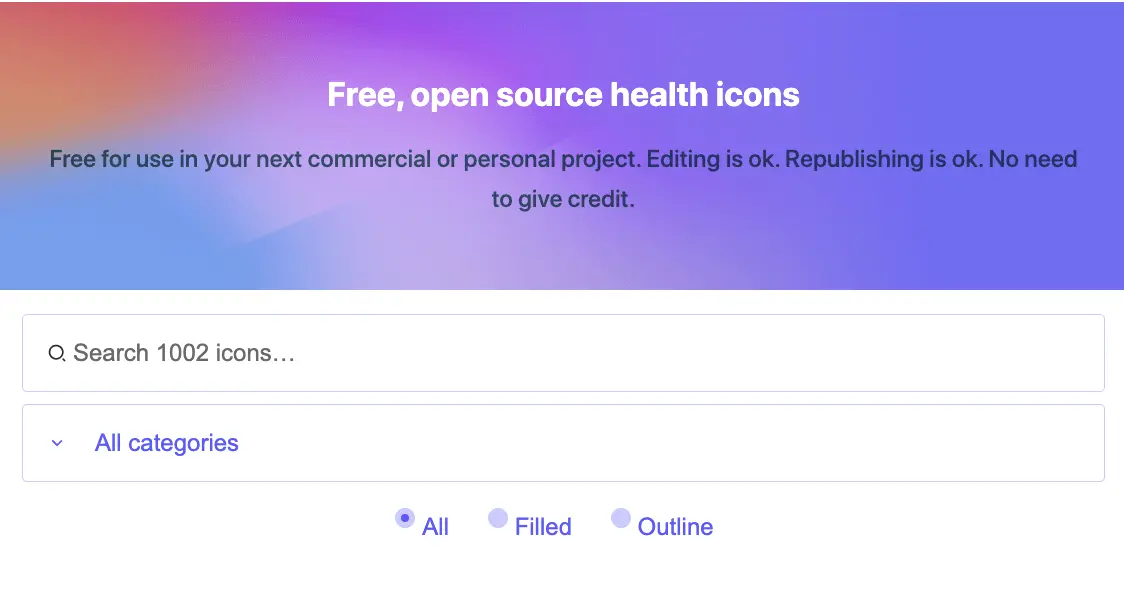 Free, open source health icons
Free for use in your next commercial or personal project. Editing is ok. Republishing is ok. No need
to give credit.
Search 1002 icons…
All categories
All Filled Outline